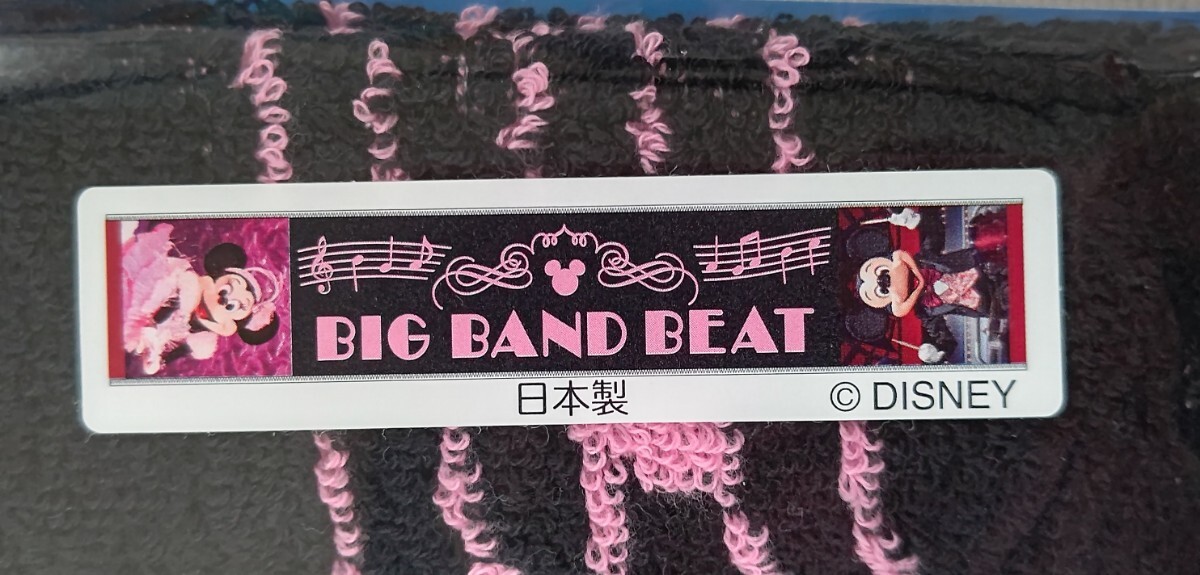 BIG BAND BEAT
日本製
© DISNEY